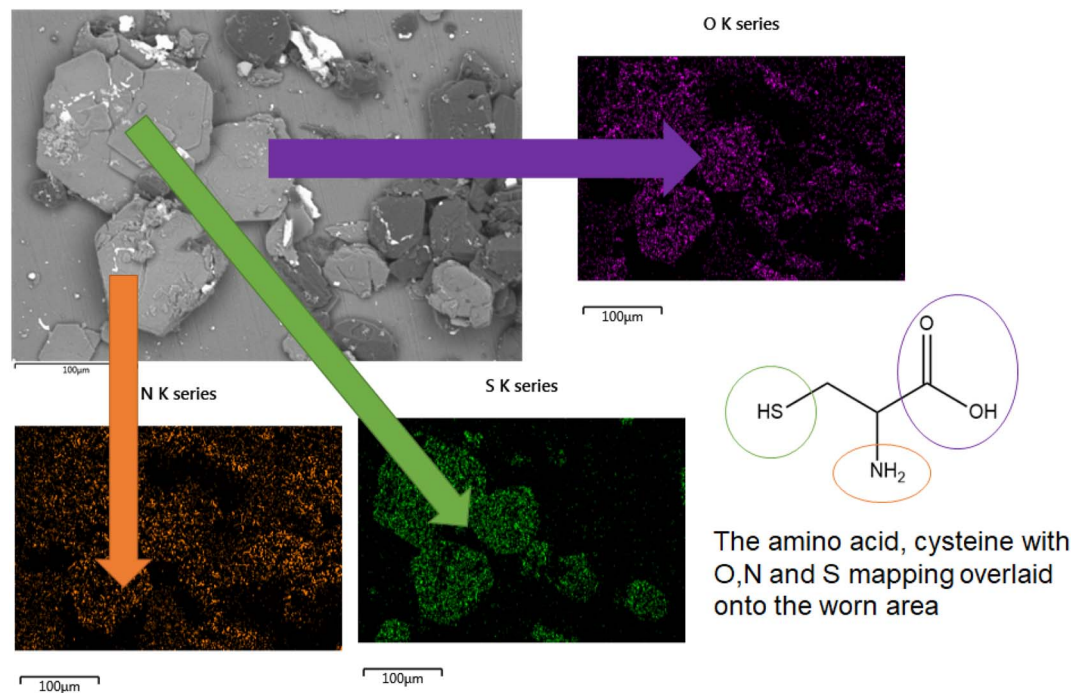 O K series
100μm
100μm
N K series
S K series
100μm
100μm
O
HS
OH
NH₂
The amino acid, cysteine with
O,N and S mapping overlaid
onto the worn area